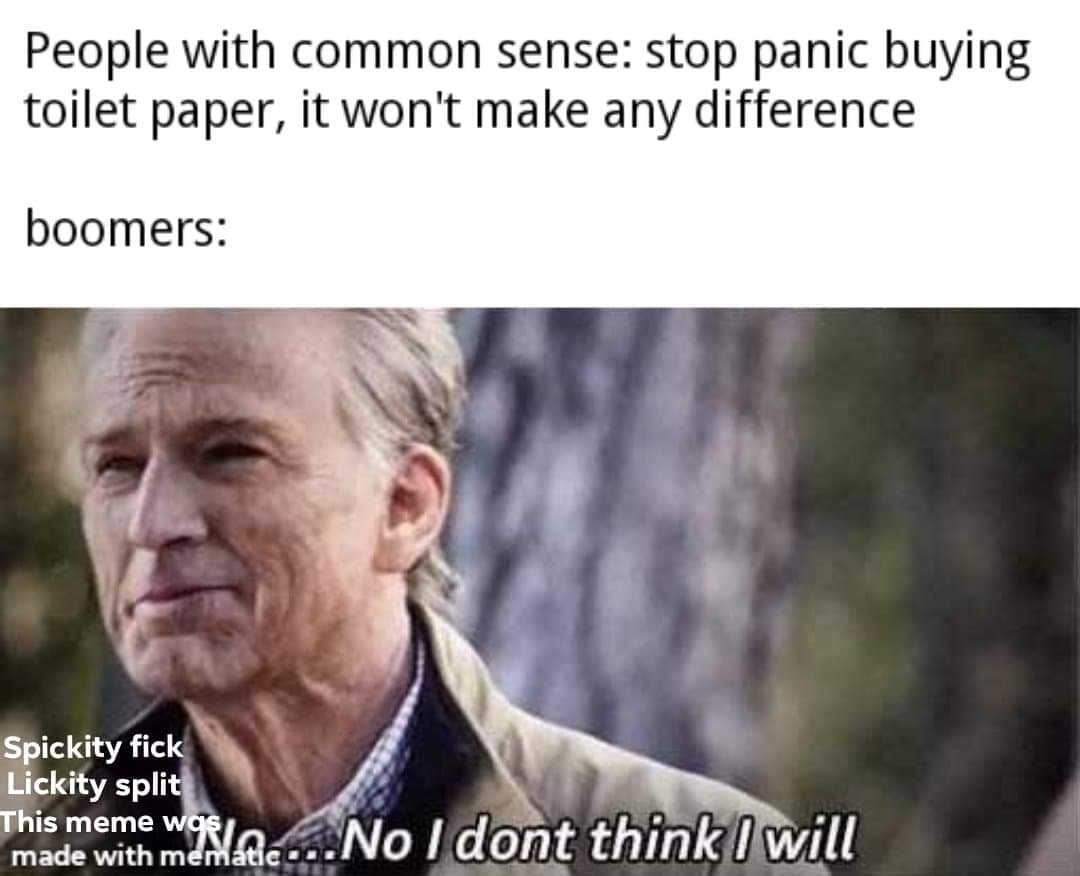 People with common sense: stop panic buying
toilet paper, it won't make any difference
boomers:
Spickity fick
Lickity split
This meme was
made with mematic
No....No I dont think I will